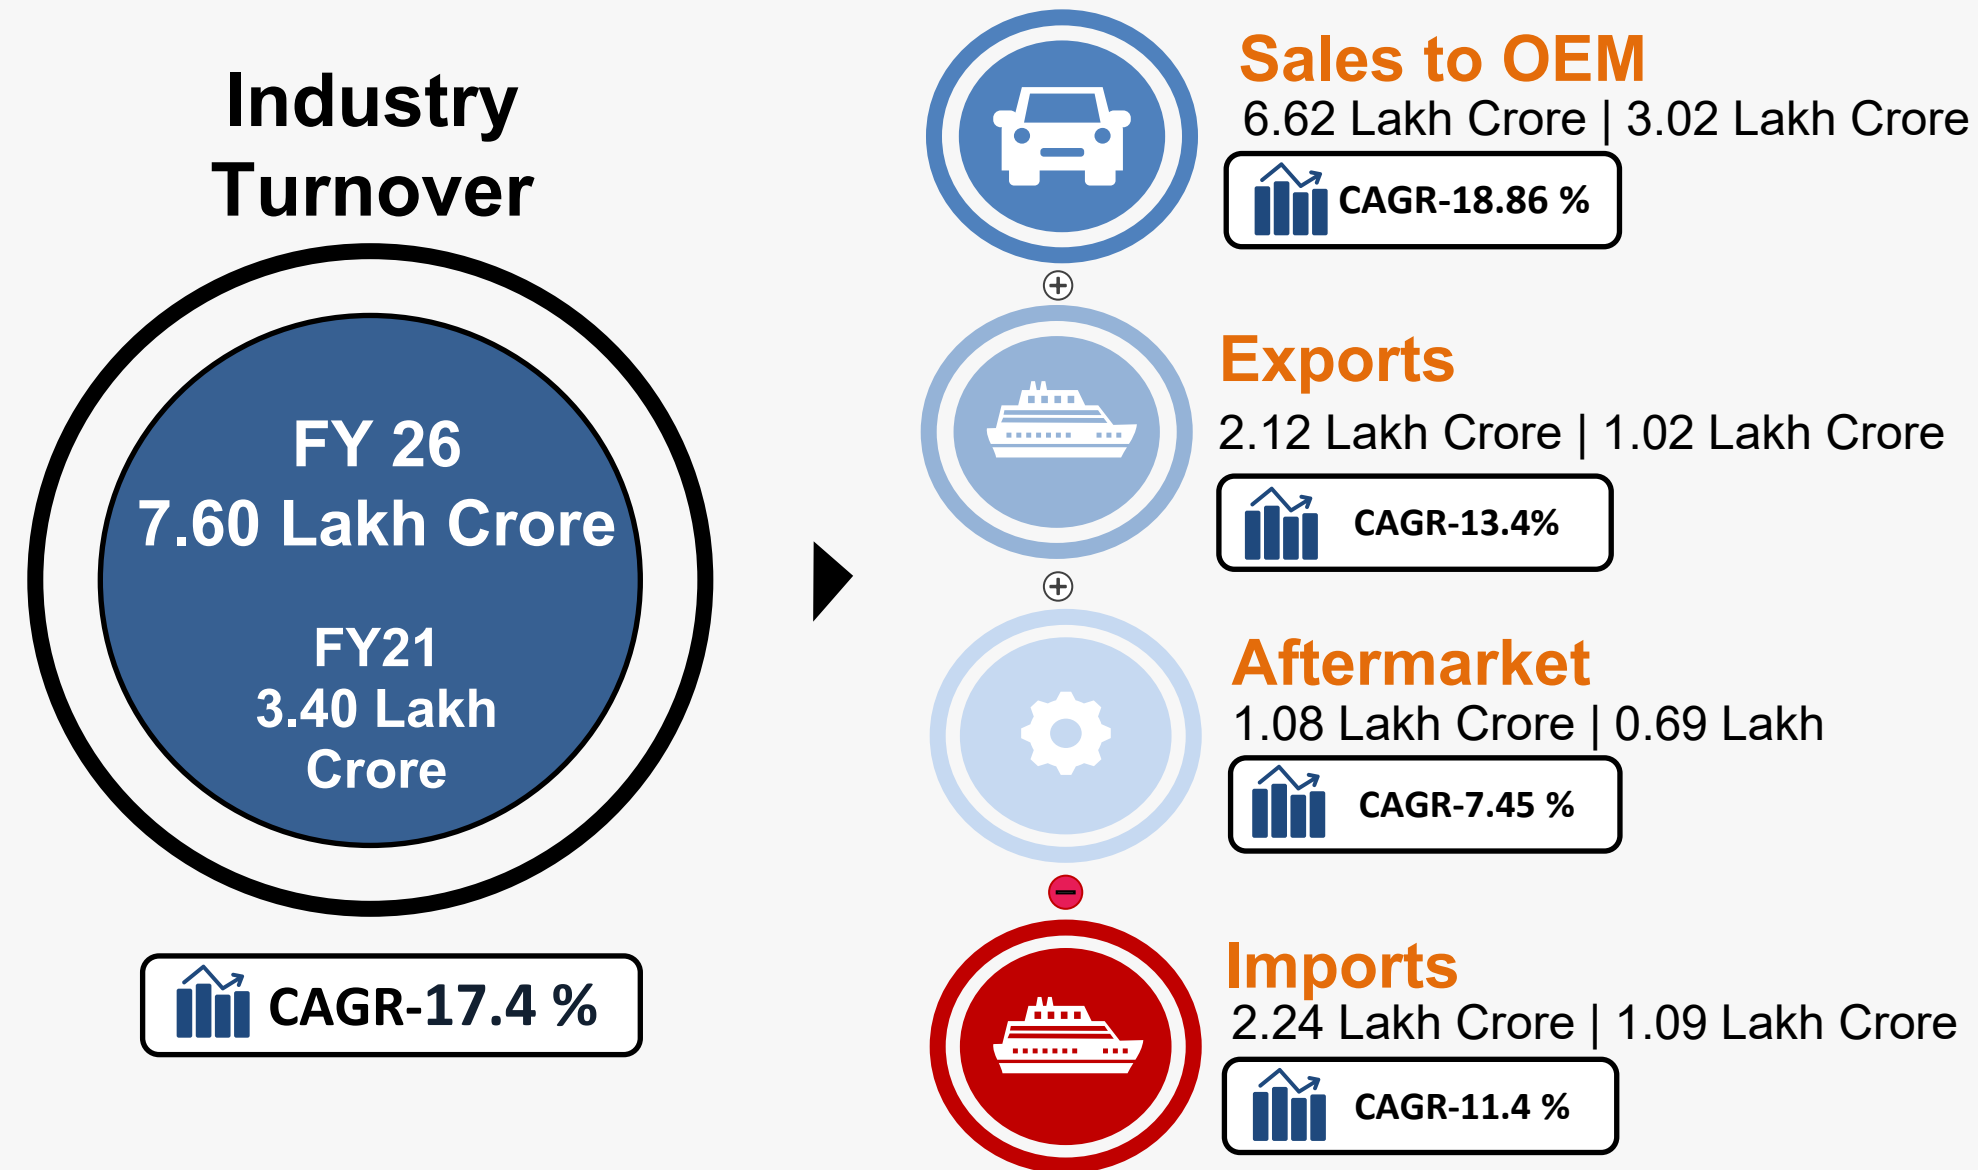 Industry
Turnover
FY 26
7.60 Lakh Crore
FY21
3.40 Lakh
Crore
CAGR-17.4 %
Sales to OEM
6.62 Lakh Crore | 3.02 Lakh Crore
CAGR-18.86 %
Exports
2.12 Lakh Crore | 1.02 Lakh Crore
CAGR-13.4%
Aftermarket
1.08 Lakh Crore | 0.69 Lakh
CAGR-7.45 %
Imports
2.24 Lakh Crore | 1.09 Lakh Crore
CAGR-11.4 %